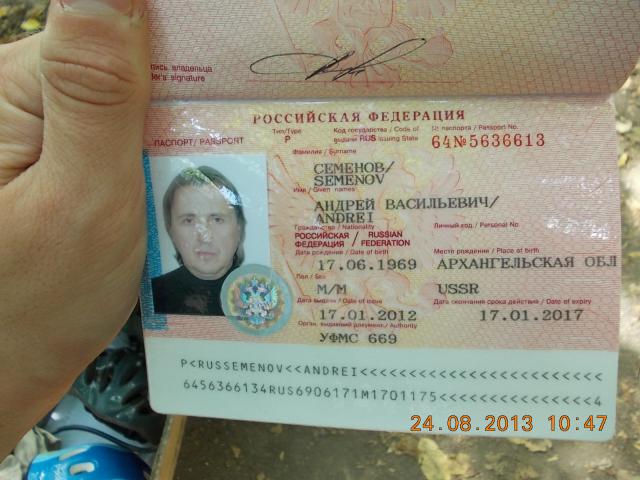 пись владельца
er's signature
РОССИЙСКАЯ ФЕДЕРАЦИЯ
ПАСПОРТ/ PASSPORT
Тип/Type
P
Код государства / Code of
выдачи RUS issuing State
№ паспорта / Passport No.
64№5636613
Фамилия / Surname
СЕМЕНОВ/
SEMENOV
Имя / Given names
АНДРЕЙ ВАСИЛЬЕВИЧ/
ANDREI
Гражданство / Nationality
Личный код / Personal No
РОССИЙСКАЯ / RUSSIAN
ФЕДЕРАЦИЯ / FEDERATION
Дата рождения / Date of birth
Место рождения / Place of birth
17.06.1969
АРХАНГЕЛЬСКАЯ ОБЛ
Пол / Sex
М/M
USSR
Дата выдачи / Date of issue
Дата окончания срока действия / Date of expiry
17.01.2012
17.01.2017
Орган, выдавший документ / Authority
УФМС 669
P<RUSSEMENOV<<ANDREI<<<<<<<<<<<<<<<<<<<<<<<<
6456366134RUS6906171M1701175<<<<<<<<<<<<<<<4
24.08.2013 10:47